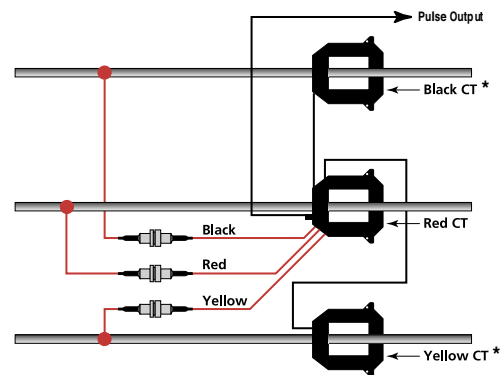 Pulse Output
Black CT *
Red CT
Black
Red
Yellow
Yellow CT *